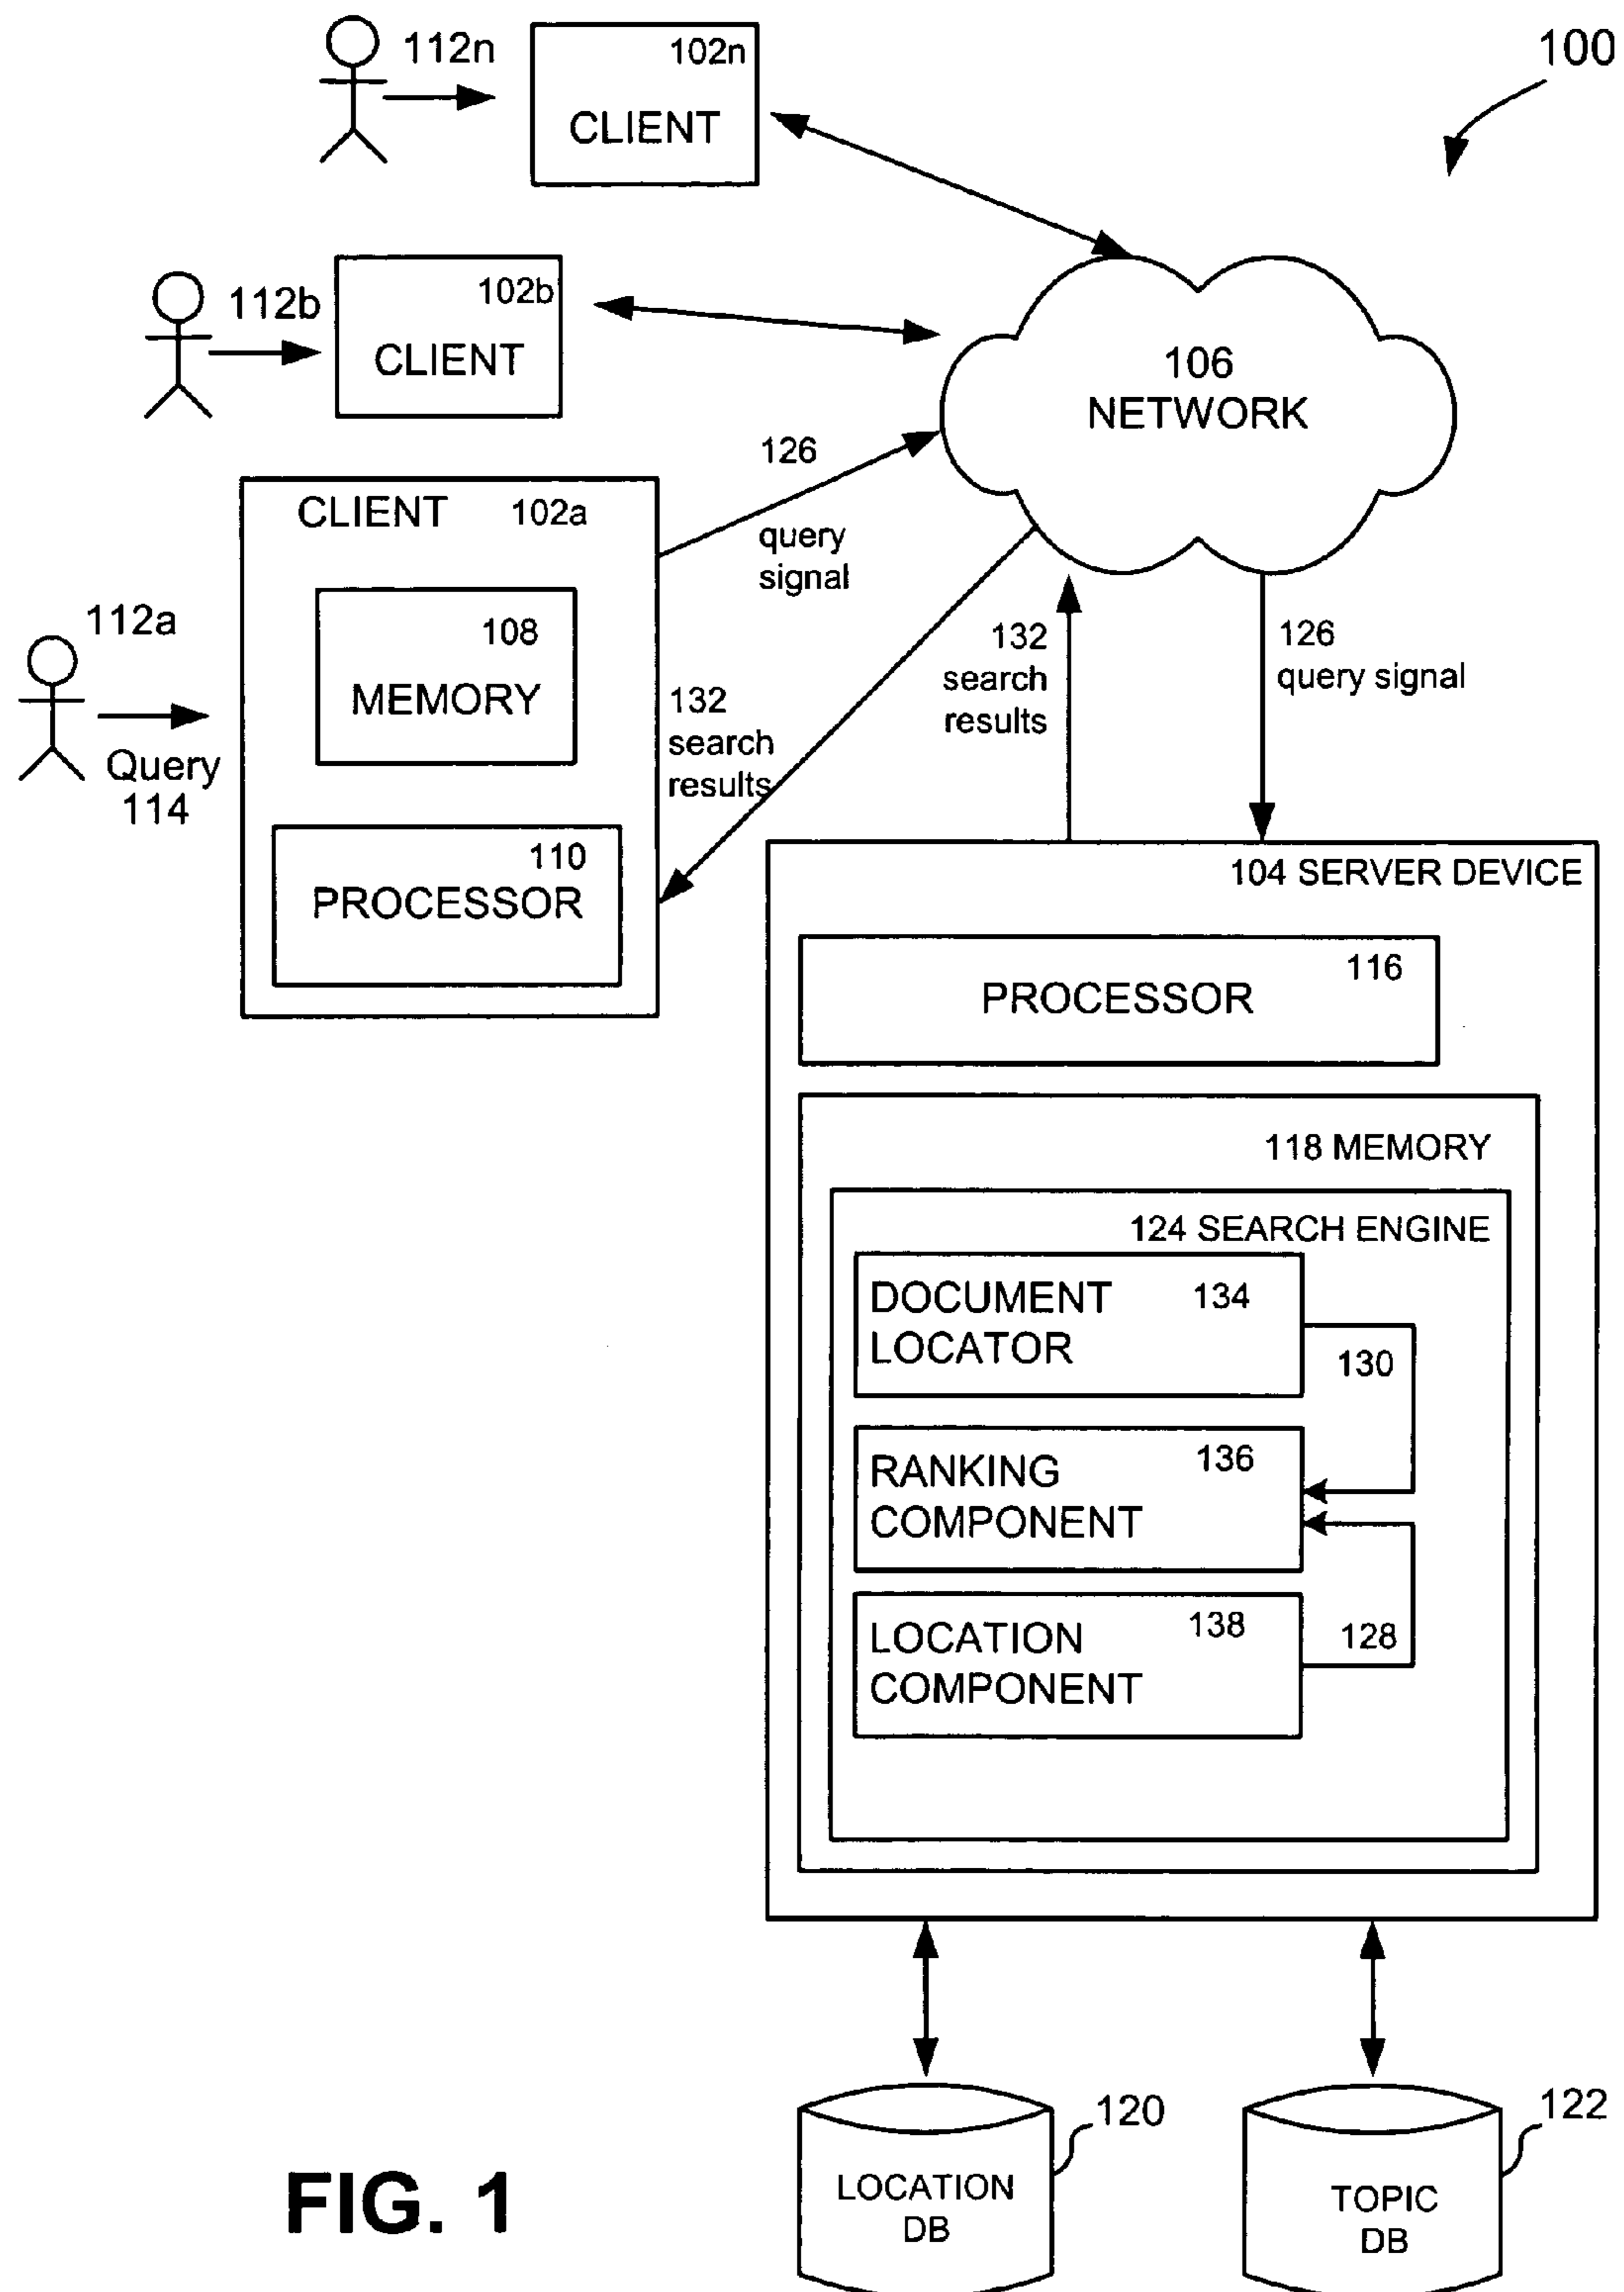 100
112n
102n
CLIENT
112b
102b
CLIENT
106
NETWORK
126
query
signal
CLIENT 102a
108
MEMORY
112a
Query
114
132
search
results
110
PROCESSOR
132
search
results
126
query signal
104 SERVER DEVICE
116
PROCESSOR
118 MEMORY
124 SEARCH ENGINE
DOCUMENT 134
LOCATOR
130
RANKING 136
COMPONENT
LOCATION 138
COMPONENT
128
120
LOCATION
DB
122
TOPIC
DB
FIG. 1